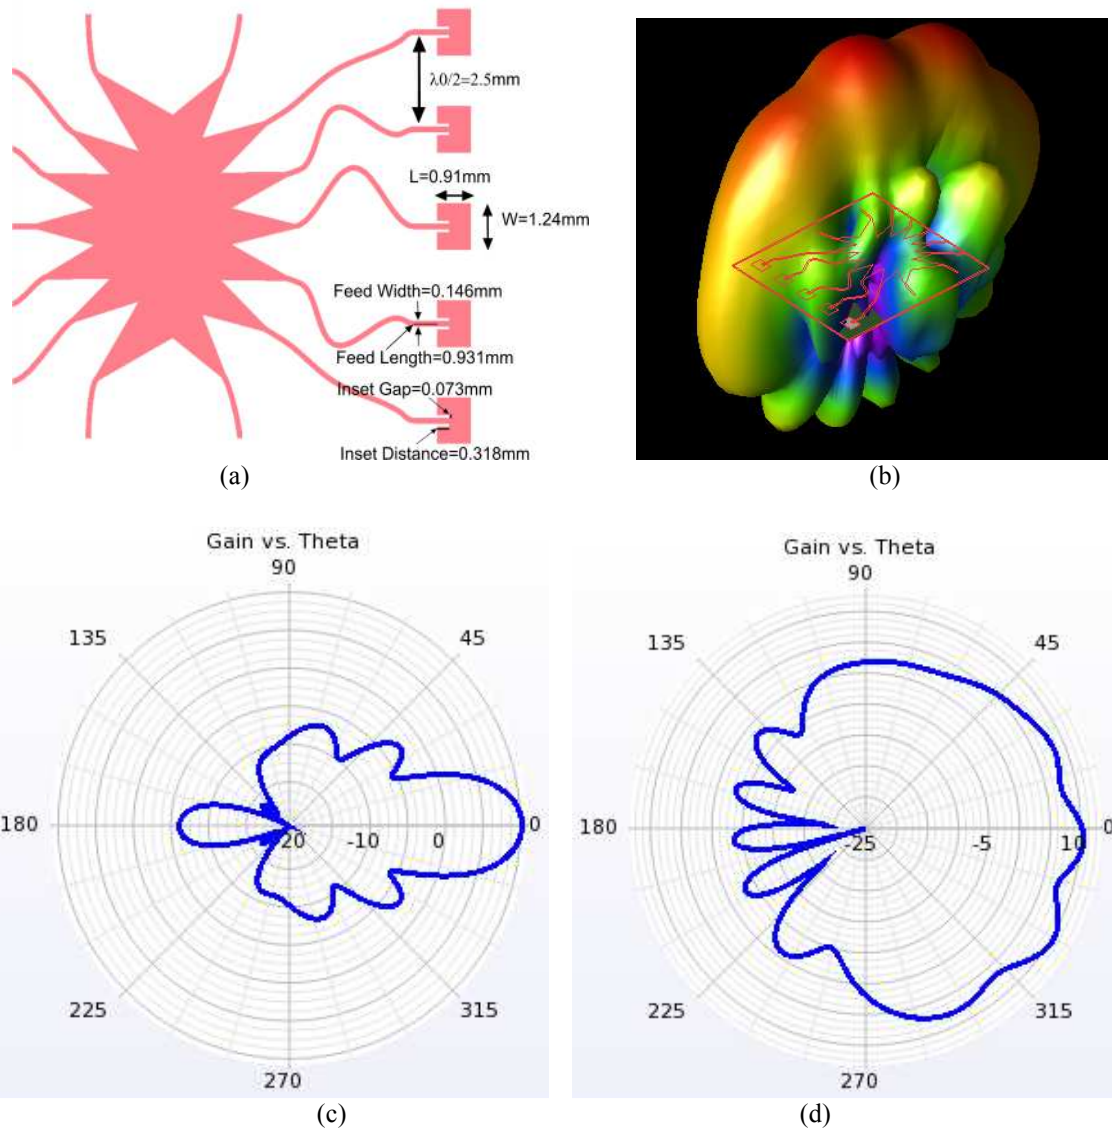 λ0/2=2.5mm
L=0.91mm
W=1.24mm
Feed Width=0.146mm
Feed Length=0.931mm
Inset Gap=0.073mm
Inset Distance=0.318mm
(a)
(b)
Gain vs. Theta
90
135
45
180
20
-10
0
0
225
315
270
(c)
Gain vs. Theta
90
135
45
180
-25
-5
10
0
225
315
270
(d)